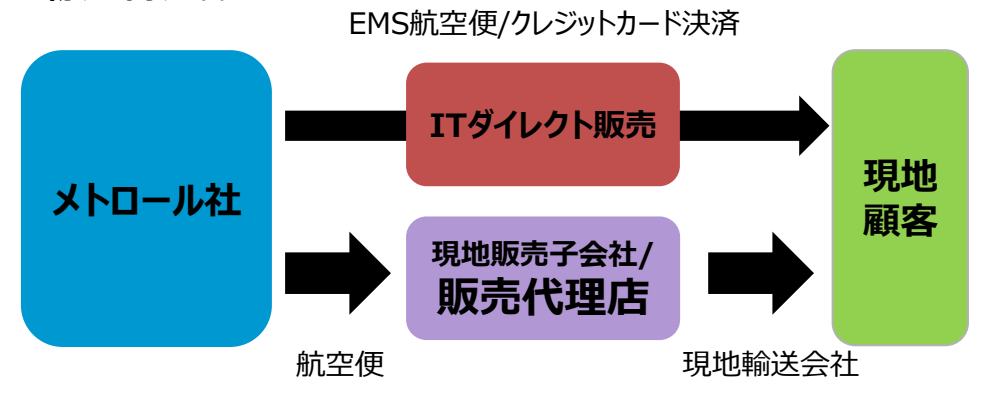 EMS航空便/クレジットカード決済
ITダイレクト販売
メトロール社
現地
顧客
現地販売子会社/
販売代理店
航空便
現地輸送会社